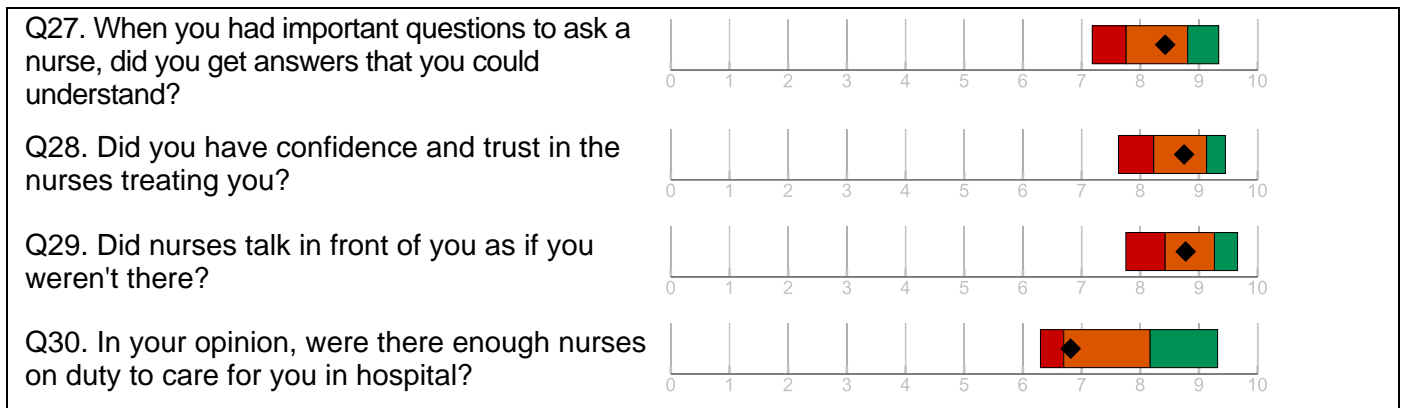 Q27. When you had important questions to ask a
nurse, did you get answers that you could
understand?
0 1 2 3 4 5 6 7 8 9 10
Q28. Did you have confidence and trust in the
nurses treating you?
0 1 2 3 4 5 6 7 8 9 10
Q29. Did nurses talk in front of you as if you
weren't there?
0 1 2 3 4 5 6 7 8 9 10
Q30. In your opinion, were there enough nurses
on duty to care for you in hospital?
0 1 2 3 4 5 6 7 8 9 10